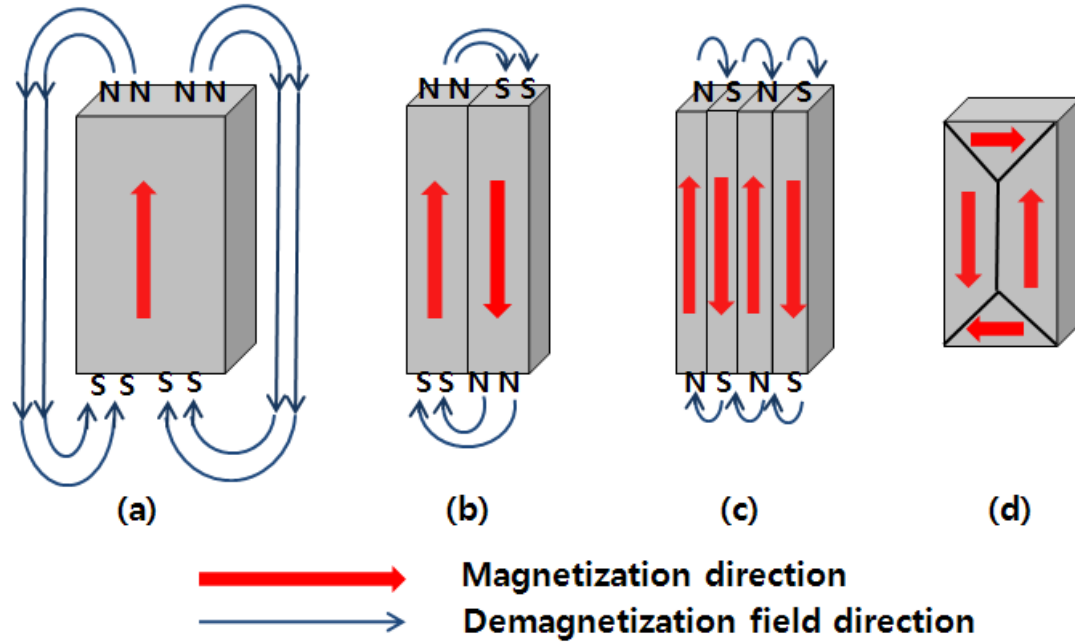 N N N N
N N S S
N S N S
S S S S
S S N N
N S N S
(a)
(b)
(c)
(d)
Magnetization direction
Demagnetization field direction